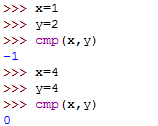 >>> x=1
>>> y=2
>>> cmp(x,y)
-1
>>> x=4
>>> y=4
>>> cmp(x,y)
0